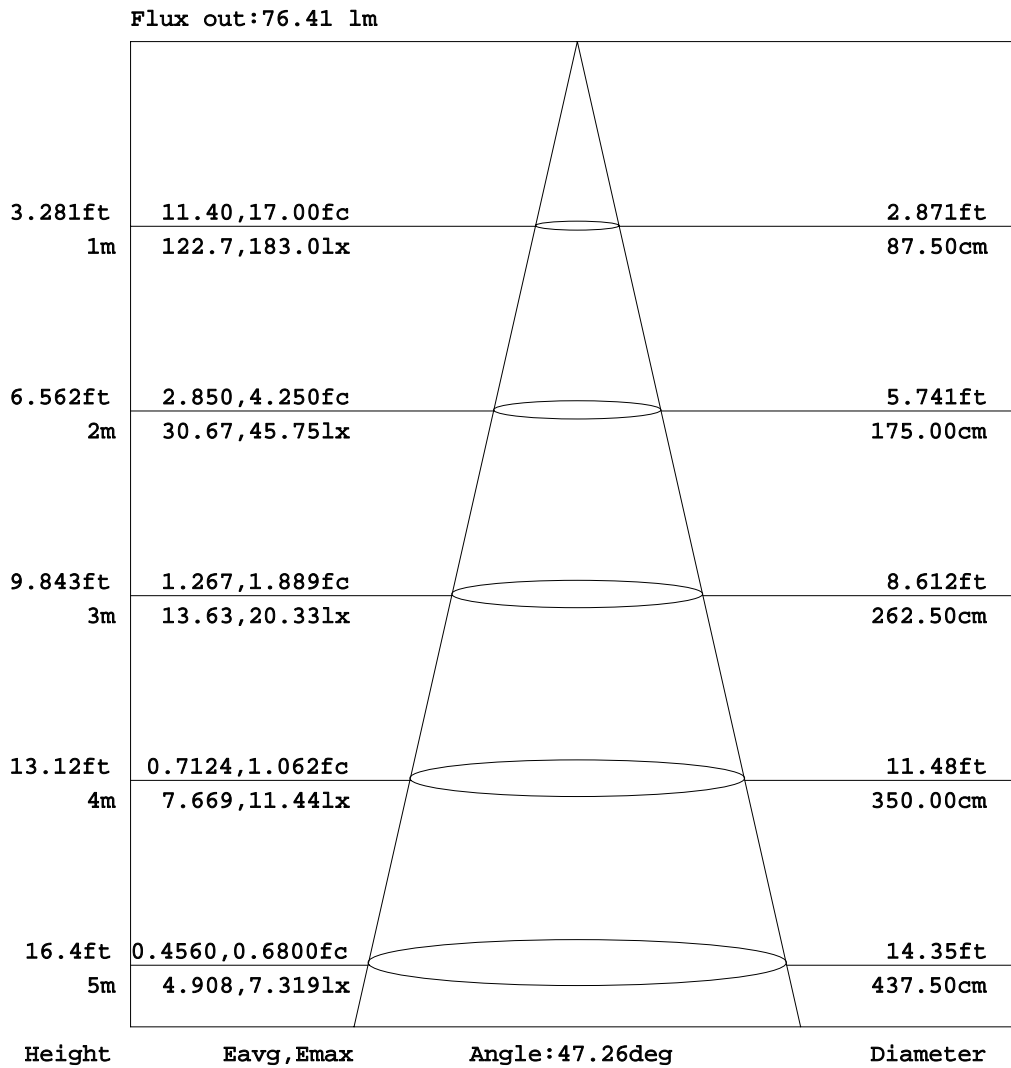 Flux out:76.41 lm
3.281ft 11.40,17.00fc 2.871ft
1m 122.7,183.0lx 87.50cm
6.562ft 2.850,4.250fc 5.741ft
2m 30.67,45.75lx 175.00cm
9.843ft 1.267,1.889fc 8.612ft
3m 13.63,20.33lx 262.50cm
13.12ft 0.7124,1.062fc 11.48ft
4m 7.669,11.44lx 350.00cm
16.4ft 0.4560,0.6800fc 14.35ft
5m 4.908,7.319lx 437.50cm
Height Eavg,Emax Angle:47.26deg Diameter